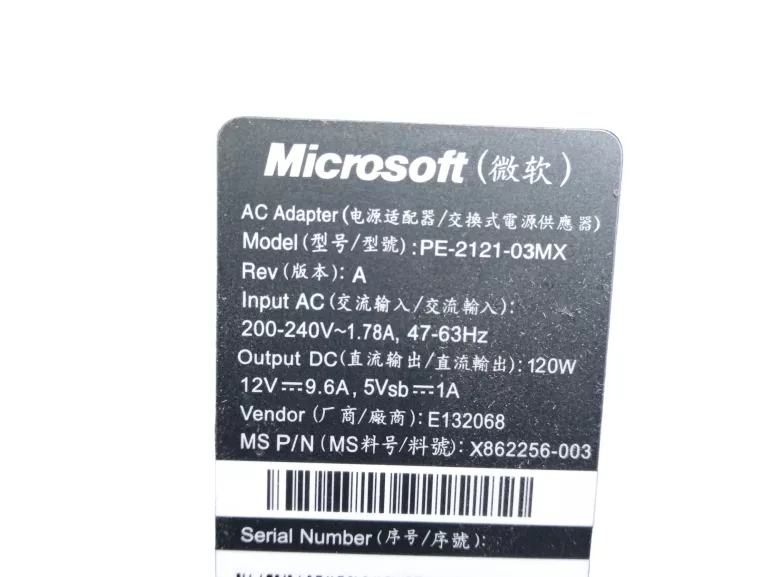 Microsoft (微软)
AC Adapter (电源适配器/交換式電源供應器)
Model (型号/型號) : PE-2121-03MX
Rev (版本): A
Input AC (交流输入/交流輸入):
200-240V~1.78A, 47-63Hz
Output DC(直流输出/直流輸出): 120W
12V⎓9.6A, 5Vsb⎓1A
Vendor (厂商/廠商): E132068
MS P/N (MS料号/料號): X862256-003
Serial Number (序号/序號):